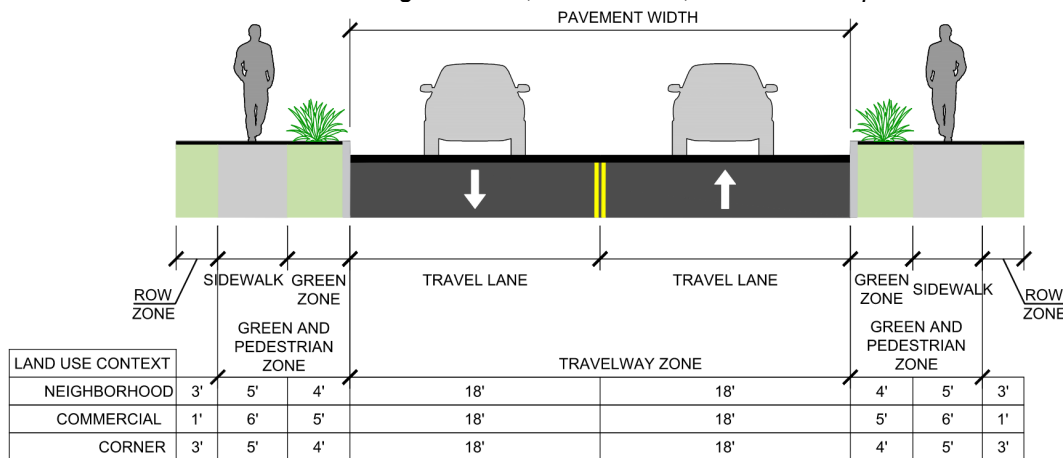 PAVEMENT WIDTH
SIDEWALK GREEN ZONE TRAVEL LANE TRAVEL LANE GREEN ZONE SIDEWALK
ROW ZONE ROW ZONE
GREEN AND PEDESTRIAN ZONE GREEN AND PEDESTRIAN ZONE
LAND USE CONTEXT TRAVELWAY ZONE
NEIGHBORHOOD 3' 5' 4' 18' 18' 4' 5' 3'
COMMERCIAL 1' 6' 5' 18' 18' 5' 6' 1'
CORNER 3' 5' 4' 18' 18' 4' 5' 3'